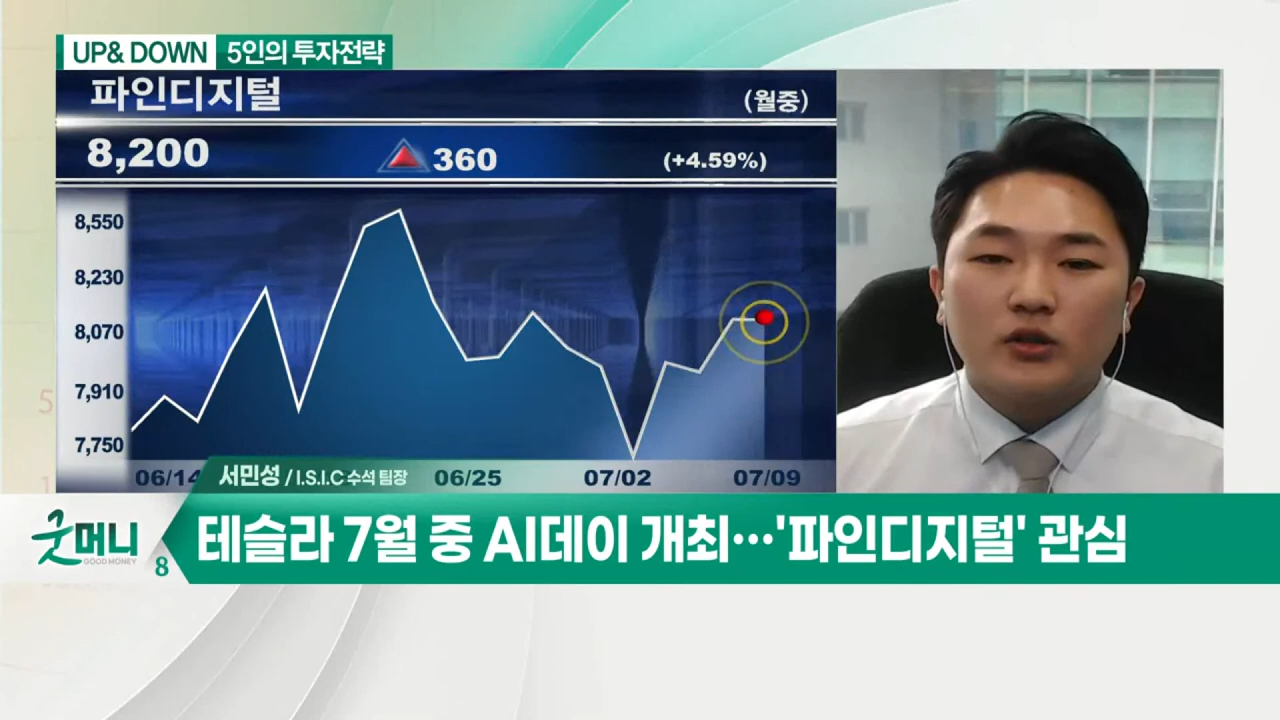 UP& DOWN 5인의 투자전략
파인디지털 (월중)
8,200 360 (+4.59%)
8,550
8,230
8,070
7,910
7,750
06/14 06/25 07/02 07/09
서민성 / I.S.I.C 수석 팀장
굿머니
GOOD MONEY
8
테슬라 7월 중 AI데이 개최…'파인디지털' 관심